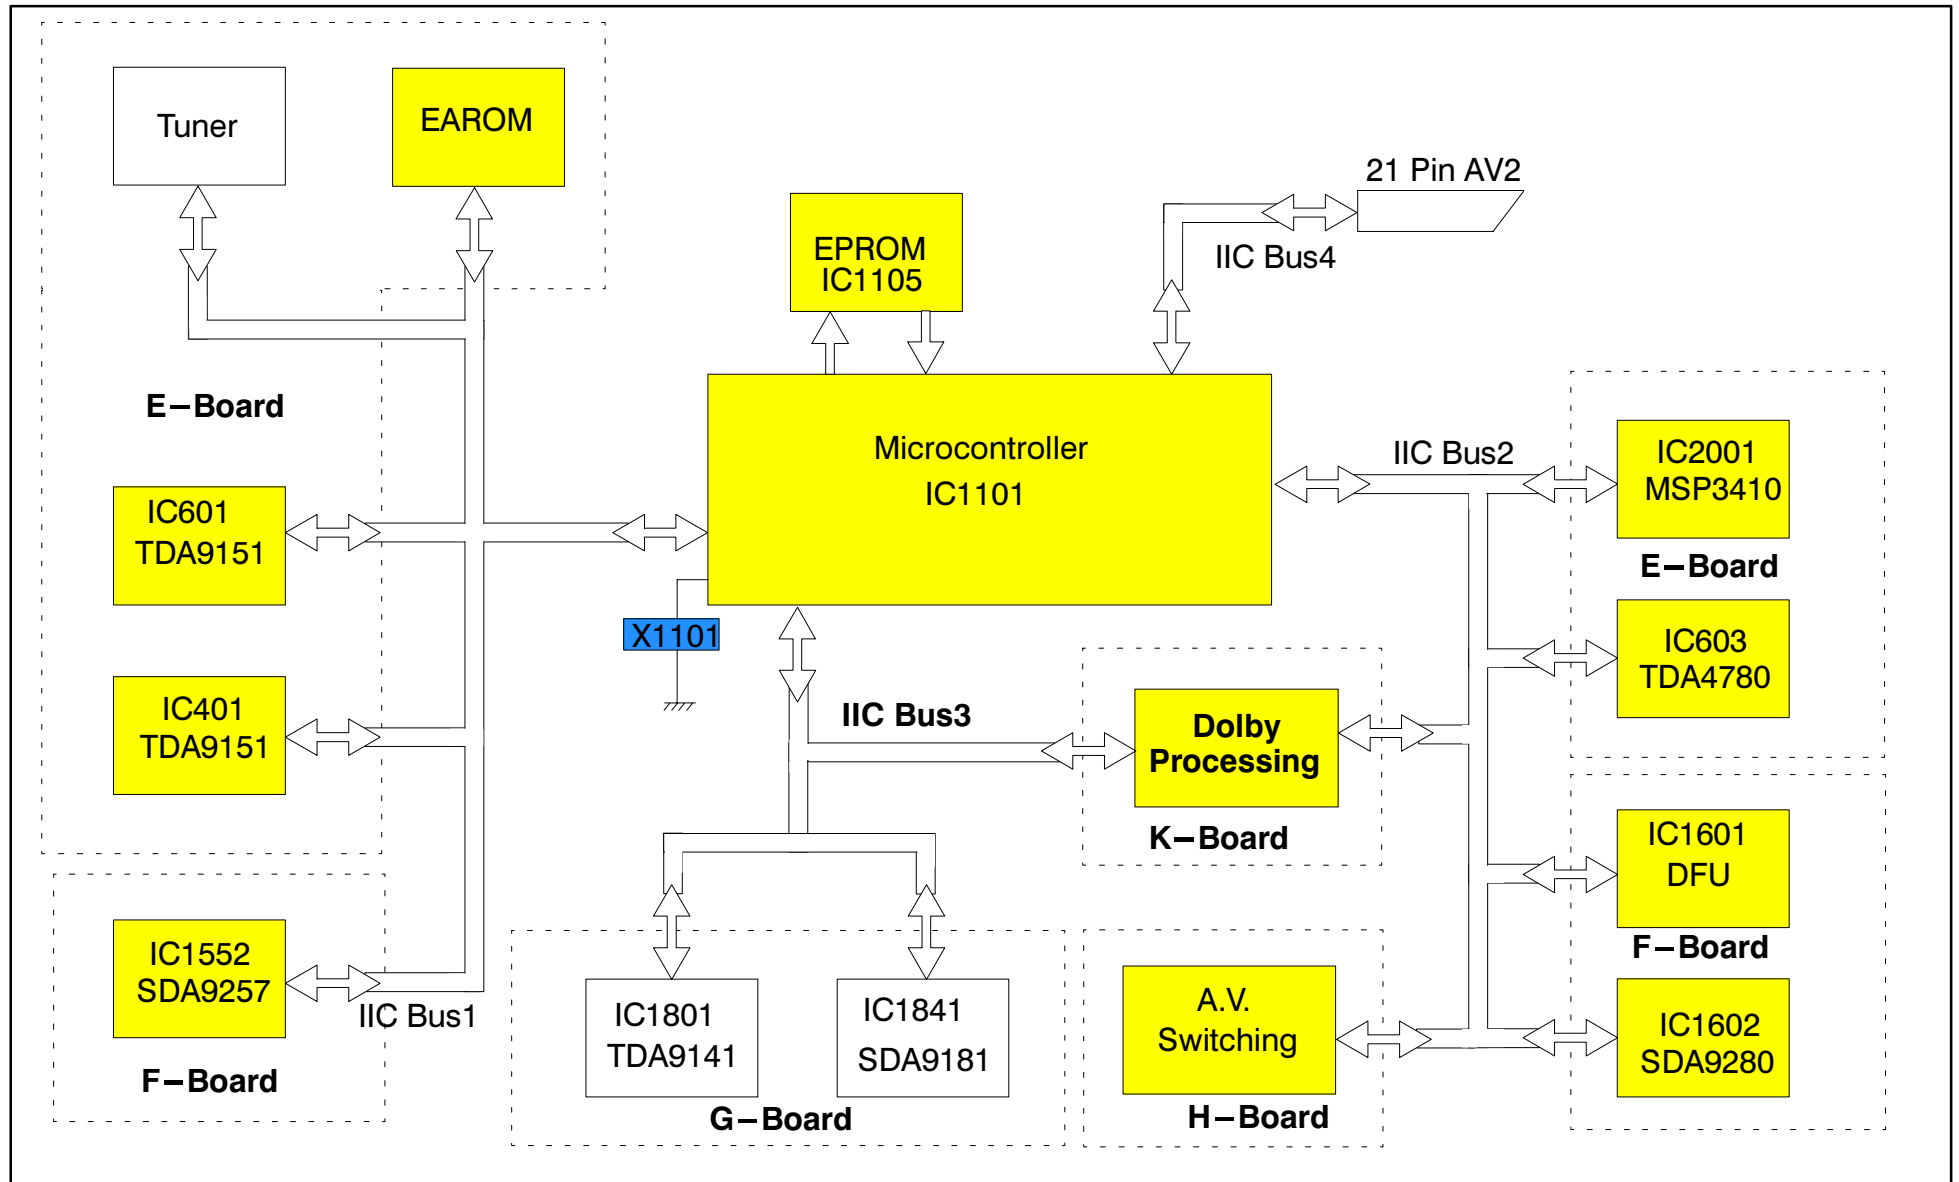 Tuner
EAROM
21 Pin AV2
EPROM
IC1105
IIC Bus4
E-Board
Microcontroller
IC1101
IIC Bus2
IC2001
MSP3410
E-Board
IC601
TDA9151
X1101
IC603
TDA4780
IC401
TDA9151
IIC Bus3
Dolby
Processing
K-Board
IC1601
DFU
F-Board
IC1552
SDA9257
IIC Bus1
F-Board
IC1801
TDA9141
IC1841
SDA9181
G-Board
A.V.
Switching
H-Board
IC1602
SDA9280